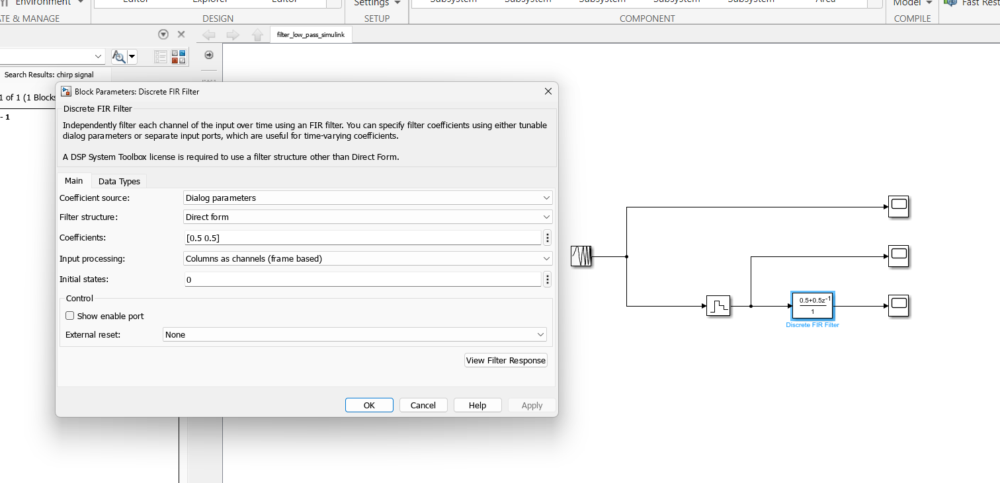 Environment
Editor
Explorer
Editor
Settings
Subsystem
Subsystem
Subsystem
Subsystem
Subsystem
Area
Model
Fast Rest
TE & MANAGE
DESIGN
SETUP
COMPONENT
COMPILE
filter_low_pass_simulink
Search Results: chirp signal
1 of 1 (1 Blocks
- 1
Block Parameters: Discrete FIR Filter
Discrete FIR Filter
Independently filter each channel of the input over time using an FIR filter. You can specify filter coefficients using either tunable
dialog parameters or separate input ports, which are useful for time-varying coefficients.
A DSP System Toolbox license is required to use a filter structure other than Direct Form.
Main
Data Types
Coefficient source:
Dialog parameters
Filter structure:
Direct form
Coefficients:
[0.5 0.5]
Input processing:
Columns as channels (frame based)
Initial states:
0
Control
Show enable port
External reset:
None
View Filter Response
OK
Cancel
Help
Apply
0.5+0.5z⁻¹
1
Discrete FIR Filter